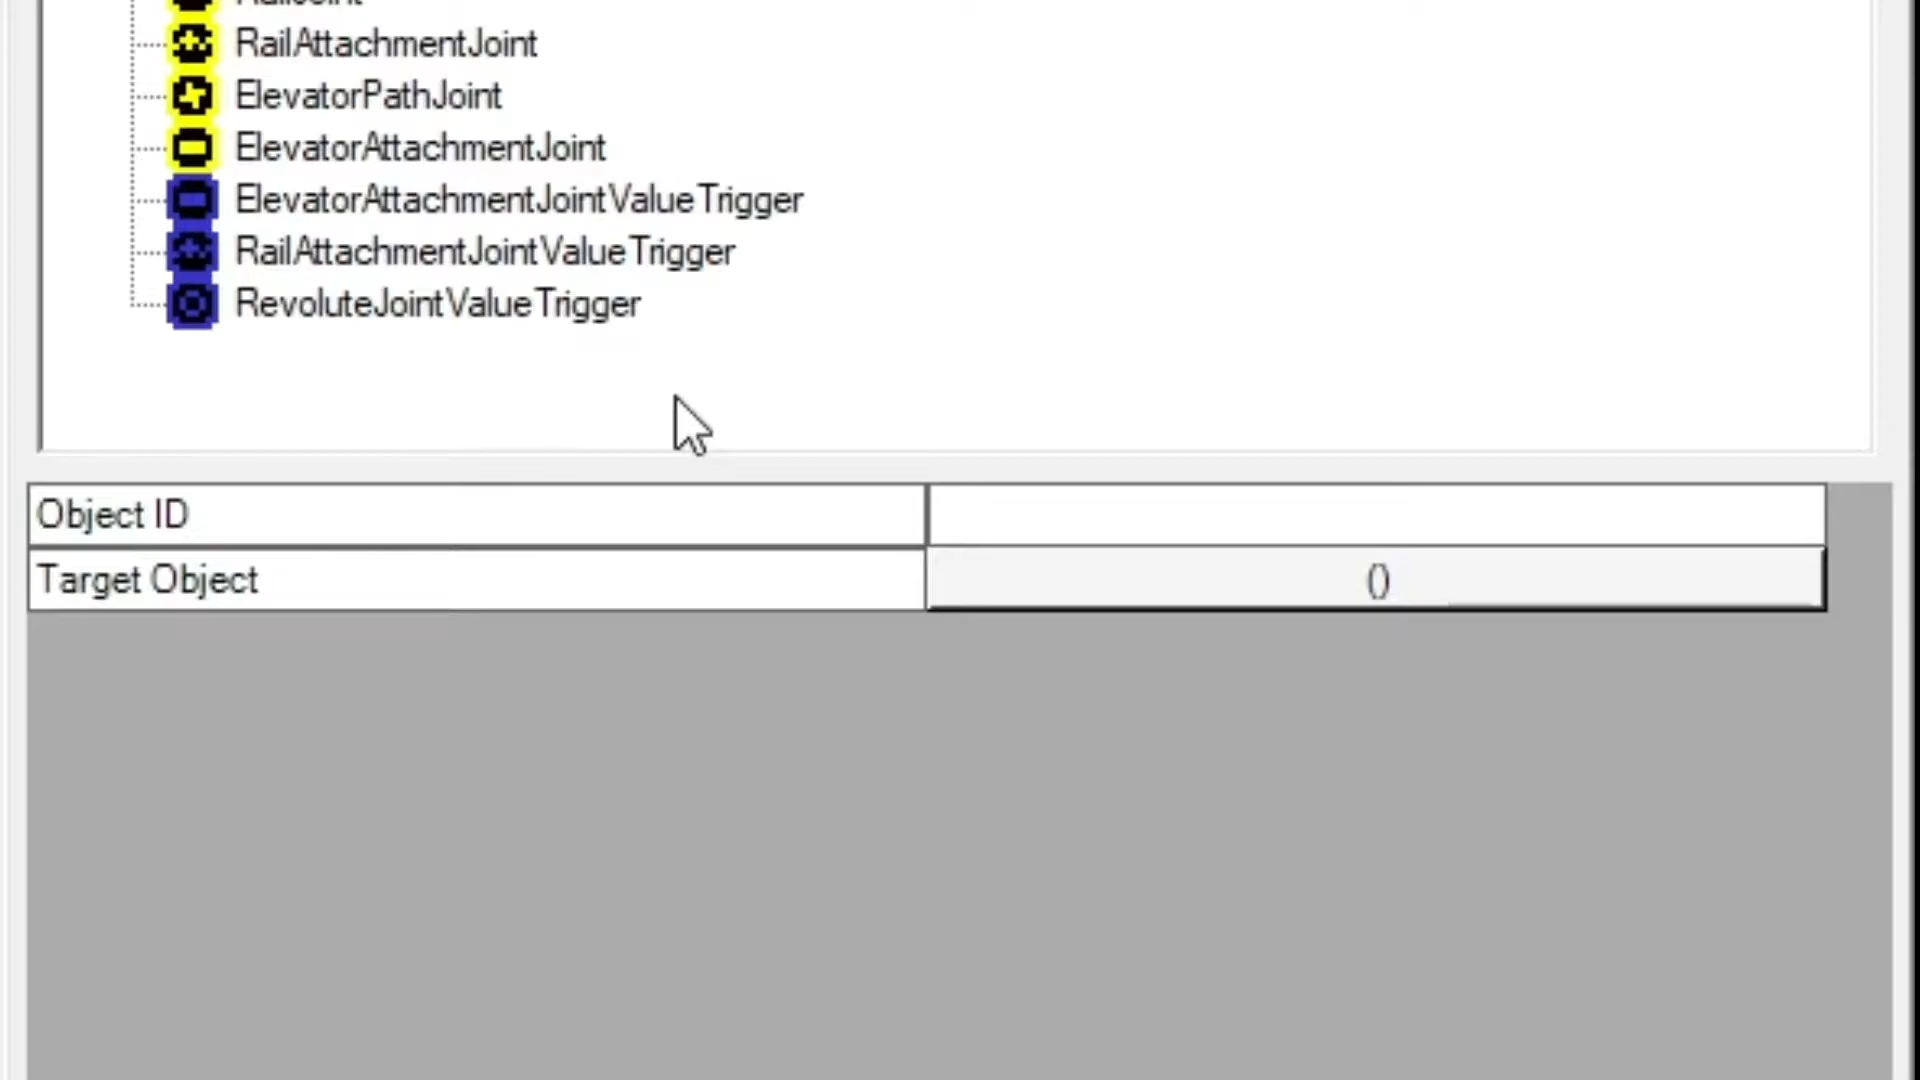 RailAttachmentJoint
ElevatorPathJoint
ElevatorAttachmentJoint
ElevatorAttachmentJointValueTrigger
RailAttachmentJointValueTrigger
RevoluteJointValueTrigger
Object ID
Target Object
()